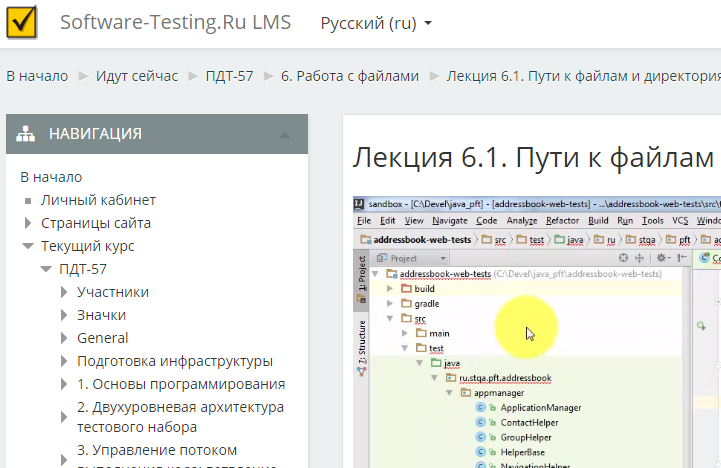 Software-Testing.Ru LMS
Русский (ru)
В начало ► Идут сейчас ► ПДТ-57 ► 6. Работа с файлами ► Лекция 6.1. Пути к файлам и директория
НАВИГАЦИЯ
В начало
Личный кабинет
Страницы сайта
Текущий курс
ПДТ-57
Участники
Значки
General
Подготовка инфраструктуры
1. Основы программирования
2. Двухуровневая архитектура
тестового набора
3. Управление потоком
Лекция 6.1. Пути к файлам
sandbox - [C:\Devel\java_pft] - [addressbook-web-tests] - ...\addressbook-web-tests\src\t
File Edit View Navigate Code Analyze Refactor Build Run Tools VCS Windo
addressbook-web-tests src test java ru stqa pft ad
1: Project
7: Structure
Project
addressbook-web-tests (C:\Devel\java_pft\addressbook-web-tests)
build
gradle
src
main
test
java
ru.stqa.pft.addressbook
appmanager
ApplicationManager
ContactHelper
GroupHelper
HelperBase
NavigationHelper